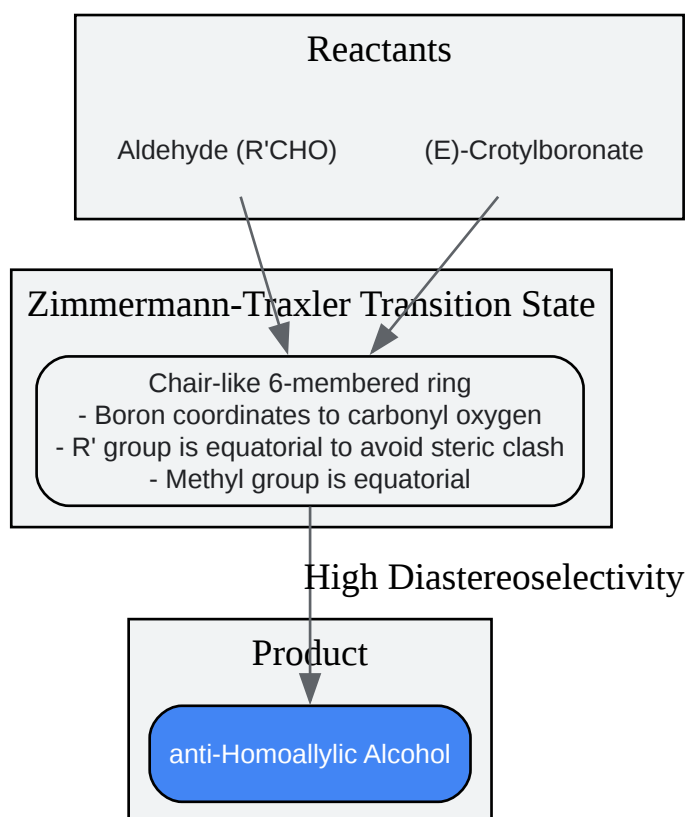 Reactants
Aldehyde (R'CHO)
(E)-Crotylboronate
Zimmermann-Traxler Transition State
Chair-like 6-membered ring
- Boron coordinates to carbonyl oxygen
- R' group is equatorial to avoid steric clash
- Methyl group is equatorial
High Diastereoselectivity
Product
anti-Homoallylic Alcohol